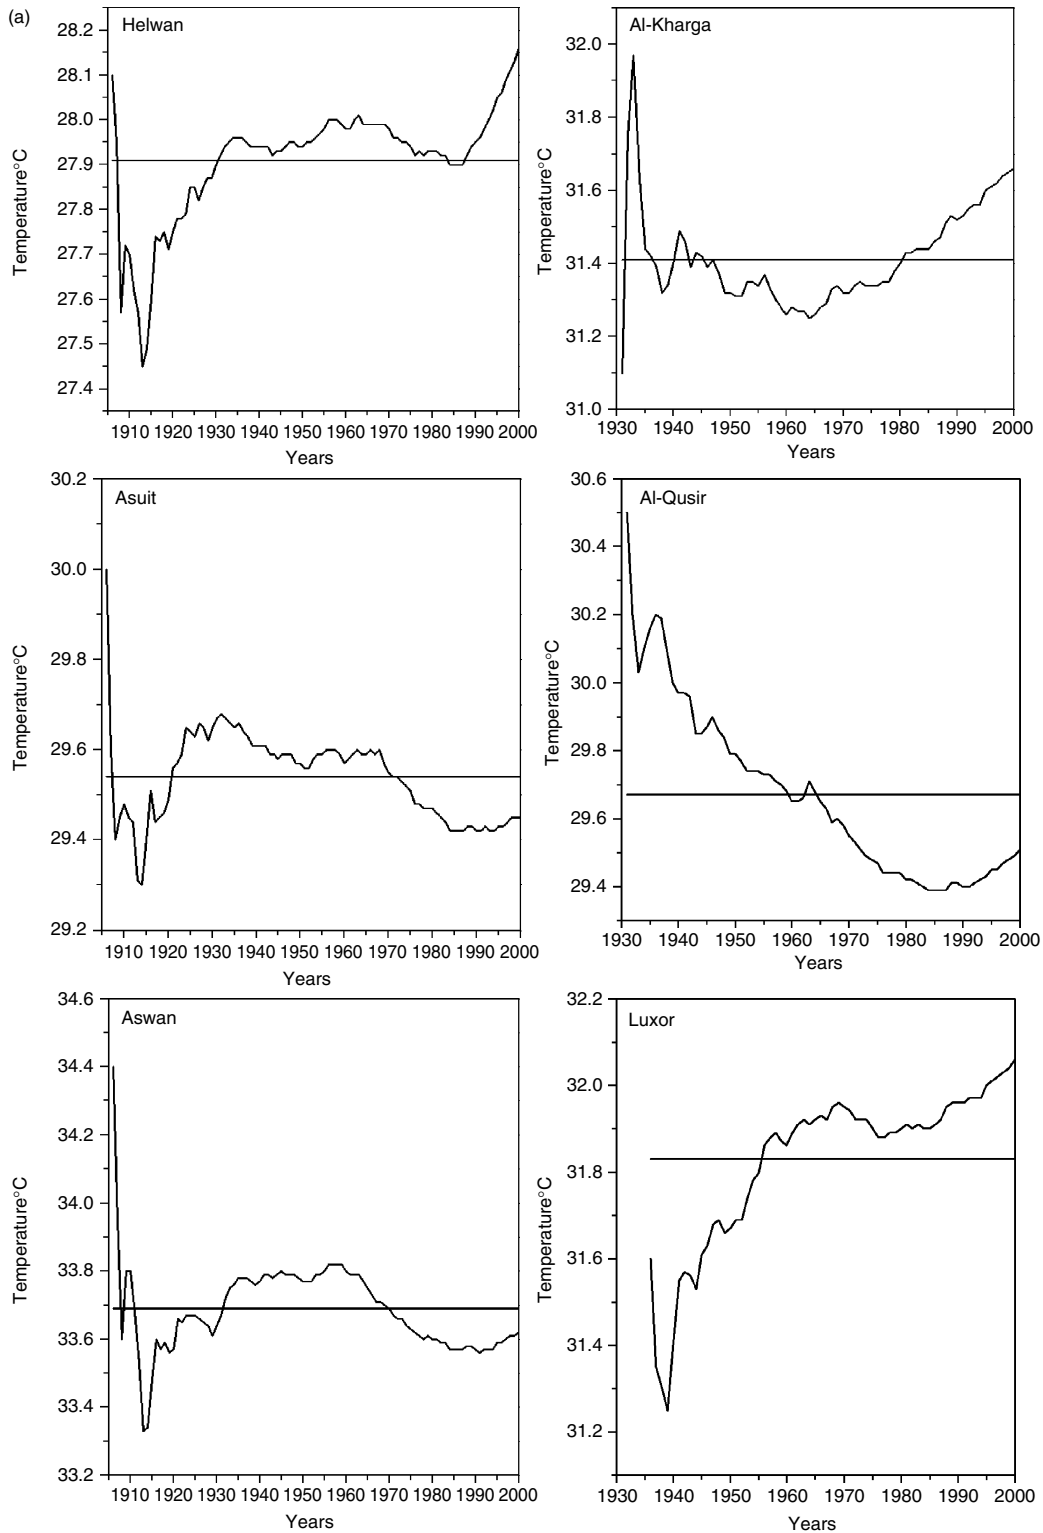 (a)
Helwan
28.2
28.1
28.0
27.9
27.8
27.7
27.6
27.5
27.4
Temperature°C
1910 1920 1930 1940 1950 1960 1970 1980 1990 2000
Years
Al-Kharga
32.0
31.8
31.6
31.4
31.2
31.0
Temperature°C
1930 1940 1950 1960 1970 1980 1990 2000
Years
Asuit
30.2
30.0
29.8
29.6
29.4
29.2
Temperature°C
1910 1920 1930 1940 1950 1960 1970 1980 1990 2000
Years
Al-Qusir
30.6
30.4
30.2
30.0
29.8
29.6
29.4
Temperature°C
1930 1940 1950 1960 1970 1980 1990 2000
Years
Aswan
34.6
34.4
34.2
34.0
33.8
33.6
33.4
33.2
Temperature°C
1910 1920 1930 1940 1950 1960 1970 1980 1990 2000
Years
Luxor
32.2
32.0
31.8
31.6
31.4
31.2
Temperature°C
1930 1940 1950 1960 1970 1980 1990 2000
Years